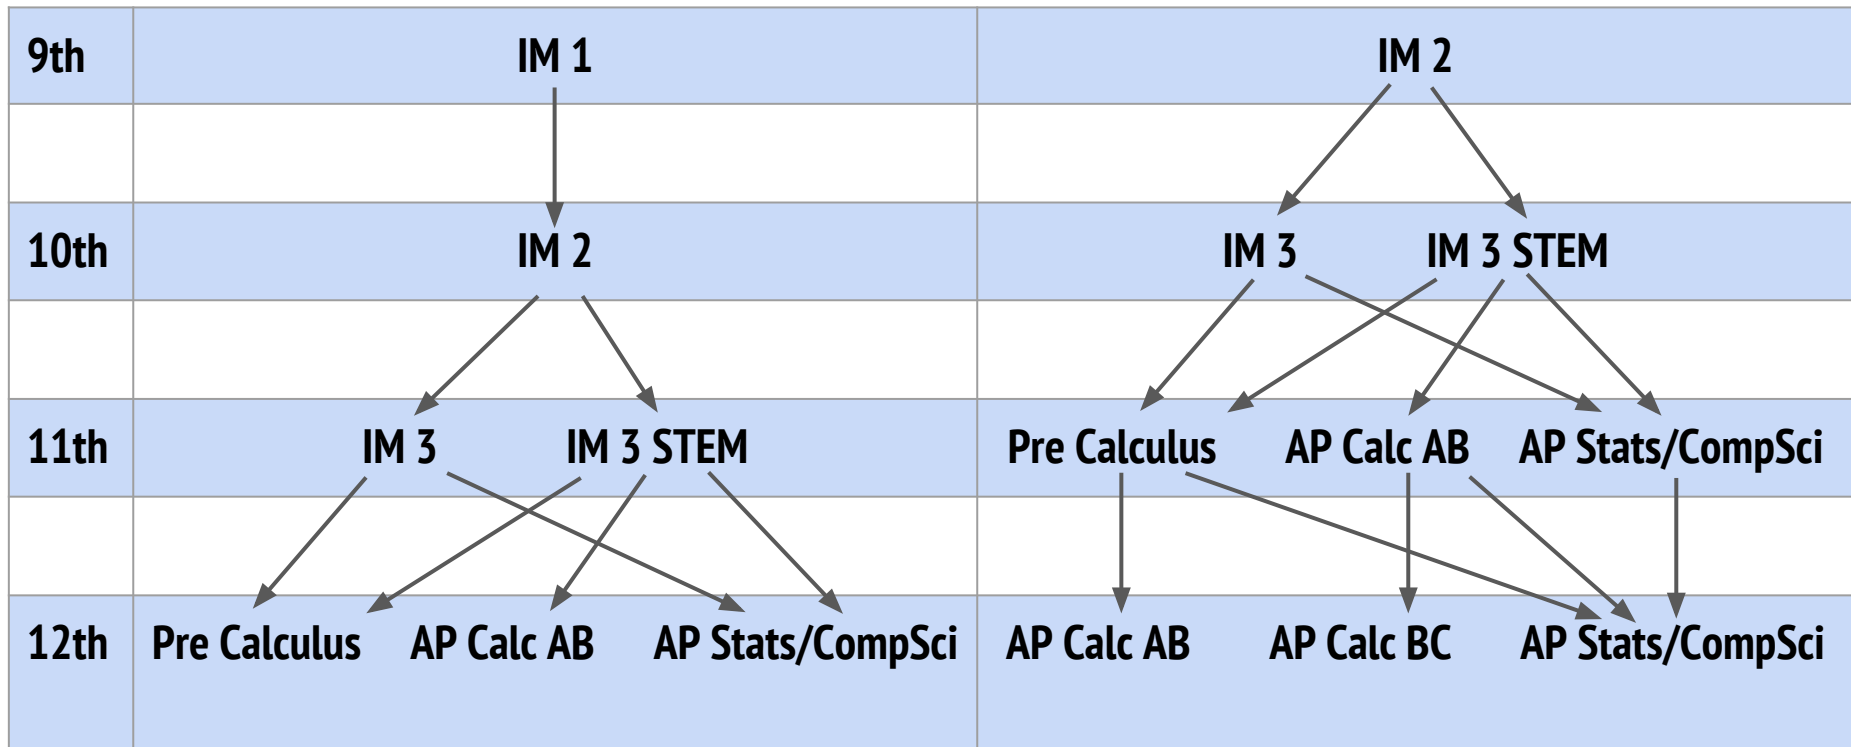 9th IM 1 IM 2
10th IM 2 IM 3 IM 3 STEM
11th IM 3 IM 3 STEM Pre Calculus AP Calc AB AP Stats/CompSci
12th Pre Calculus AP Calc AB AP Stats/CompSci AP Calc AB AP Calc BC AP Stats/CompSci